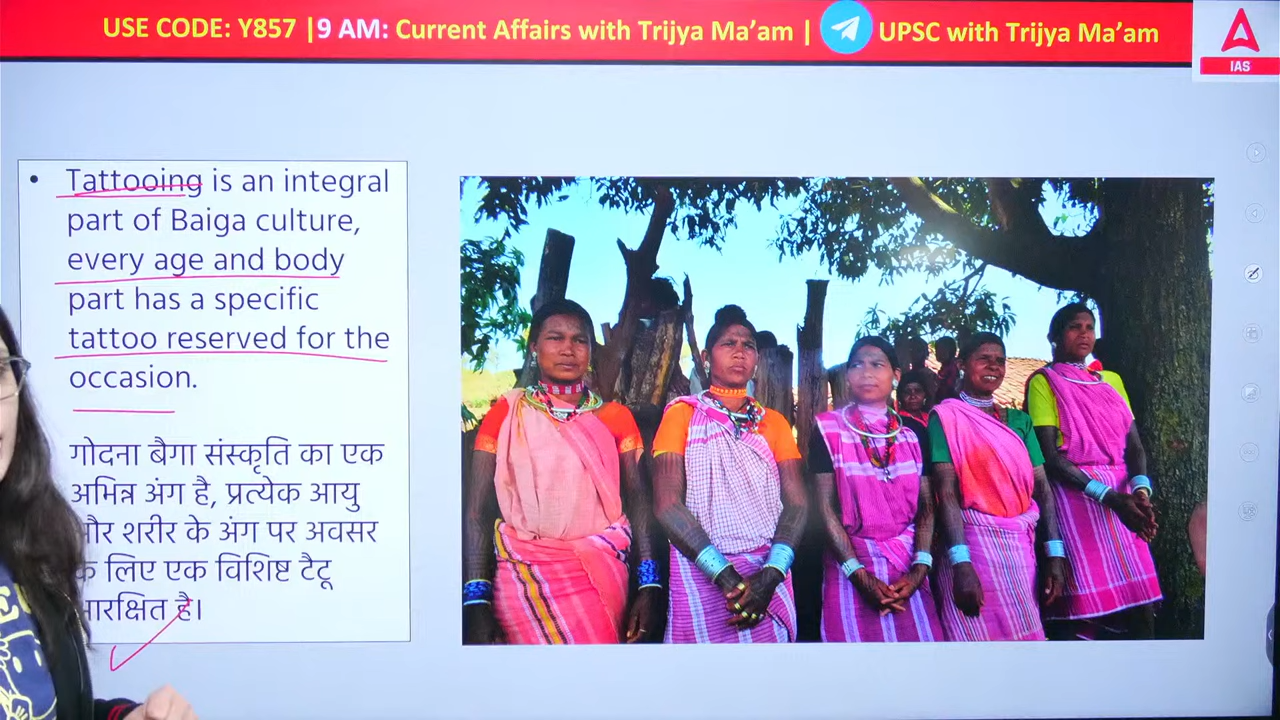 USE CODE: Y857 |9 AM: Current Affairs with Trijya Ma’am | UPSC with Trijya Ma’am
IAS
• Tattooing is an integral
part of Baiga culture,
every age and body
part has a specific
tattoo reserved for the
occasion.
गोदना बैगा संस्कृति का एक
अभिन्न अंग है, प्रत्येक आयु
शरीर के अंग पर अवसर
लिए एक विशिष्ट टैटू
है।